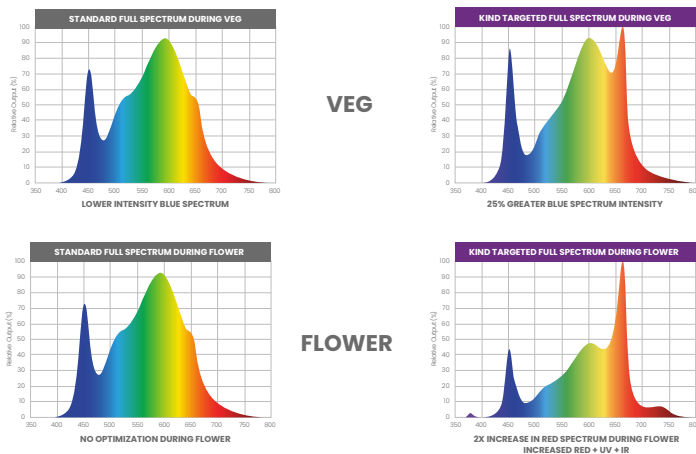 STANDARD FULL SPECTRUM DURING VEG
100
90
80
70
60
50
40
30
20
10
0
Relative Output (%)
350 400 450 500 550 600 650 700 750 800
LOWER INTENSITY BLUE SPECTRUM
VEG
KIND TARGETED FULL SPECTRUM DURING VEG
100
90
80
70
60
50
40
30
20
10
0
Relative Output (%)
350 400 450 500 550 600 650 700 750 800
25% GREATER BLUE SPECTRUM INTENSITY
STANDARD FULL SPECTRUM DURING FLOWER
100
90
80
70
60
50
40
30
20
10
0
Relative Output (%)
350 400 450 500 550 600 650 700 750 800
NO OPTIMIZATION DURING FLOWER
FLOWER
KIND TARGETED FULL SPECTRUM DURING FLOWER
100
90
80
70
60
50
40
30
20
10
0
Relative Output (%)
350 400 450 500 550 600 650 700 750 800
2X INCREASE IN RED SPECTRUM DURING FLOWER
INCREASED RED + UV + IR